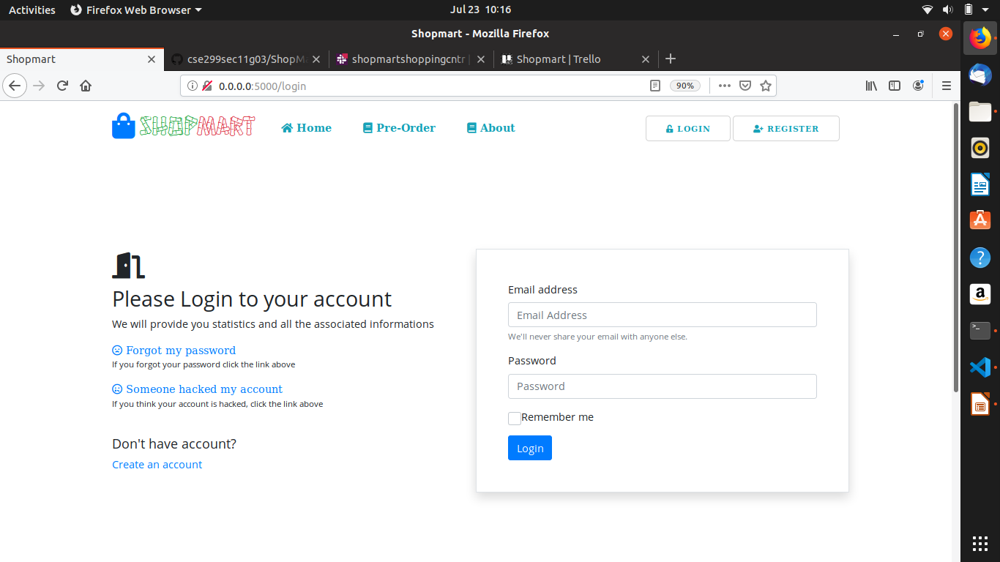 Activities Firefox Web Browser Jul 23 10:16
Shopmart - Mozilla Firefox
Shopmart cse299sec11g03/ShopMa shopmartshoppingcntr | Shopmart | Trello
0.0.0.0:5000/login 90%
SHOPMART Home Pre-Order About LOGIN REGISTER
Please Login to your account
We will provide you statistics and all the associated informations
Forgot my password
If you forgot your password click the link above
Someone hacked my account
If you think your account is hacked, click the link above
Don't have account?
Create an account
Email address
Email Address
We'll never share your email with anyone else.
Password
Password
Remember me
Login